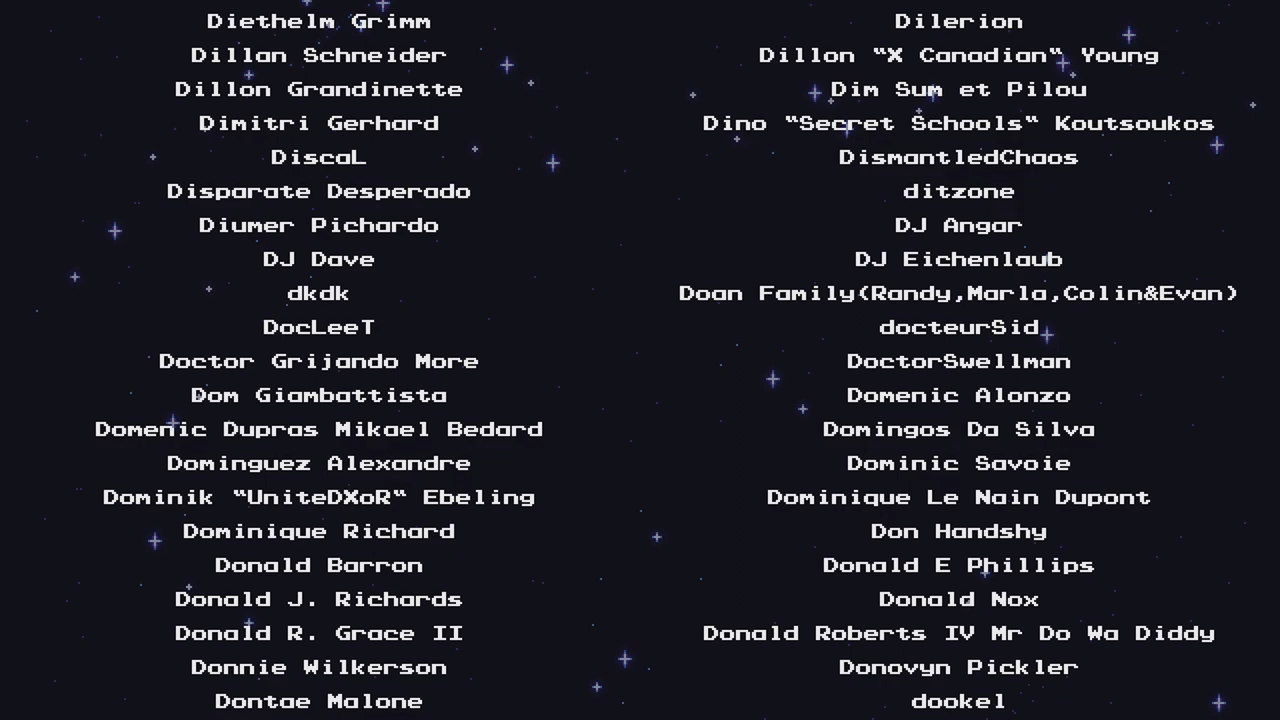 Diethelm Grimm
Dilerion
Dillan Schneider
Dillon "X Canadian" Young
Dillon Grandinette
Dim Sum et Pilou
Dimitri Gerhard
Dino "Secret Schools" Koutsoukos
DiscaL
DismantledChaos
Disparate Desperado
ditzone
Diumer Pichardo
DJ Angar
DJ Dave
DJ Eichenlaub
dkdk
Doan Family(Randy,Marla,Colin&Evan)
DocLeeT
docteurSid
Doctor Grijando More
DoctorSwellman
Dom Giambattista
Domenic Alonzo
Domenic Dupras Mikael Bedard
Domingos Da Silva
Dominguez Alexandre
Dominic Savoie
Dominik "UniteDXoR" Ebeling
Dominique Le Nain Dupont
Dominique Richard
Don Handshy
Donald Barron
Donald E Phillips
Donald J. Richards
Donald Nox
Donald R. Grace II
Donald Roberts IV Mr Do Wa Diddy
Donnie Wilkerson
Donovyn Pickler
Dontae Malone
dookel